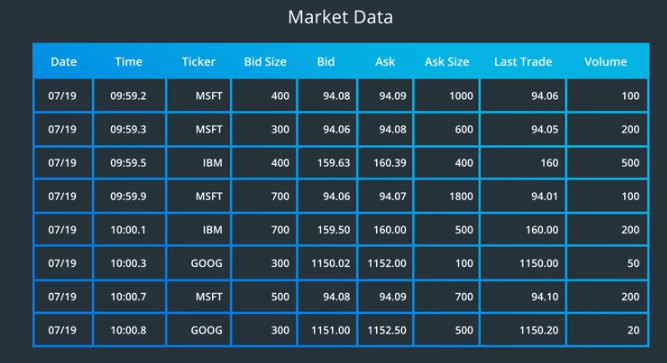 Market Data
Date Time Ticker Bid Size Bid Ask Ask Size Last Trade Volume
07/19 09:59.2 MSFT 400 94.08 94.09 1000 94.06 100
07/19 09:59.3 MSFT 300 94.06 94.08 600 94.05 200
07/19 09:59.5 IBM 400 159.63 160.39 400 160 500
07/19 09:59.9 MSFT 700 94.06 94.07 1800 94.01 100
07/19 10:00.1 IBM 700 159.50 160.00 500 160.00 200
07/19 10:00.3 GOOG 300 1150.02 1152.00 100 1150.00 50
07/19 10:00.7 MSFT 500 94.08 94.09 700 94.10 200
07/19 10:00.8 GOOG 300 1151.00 1152.50 500 1150.20 20